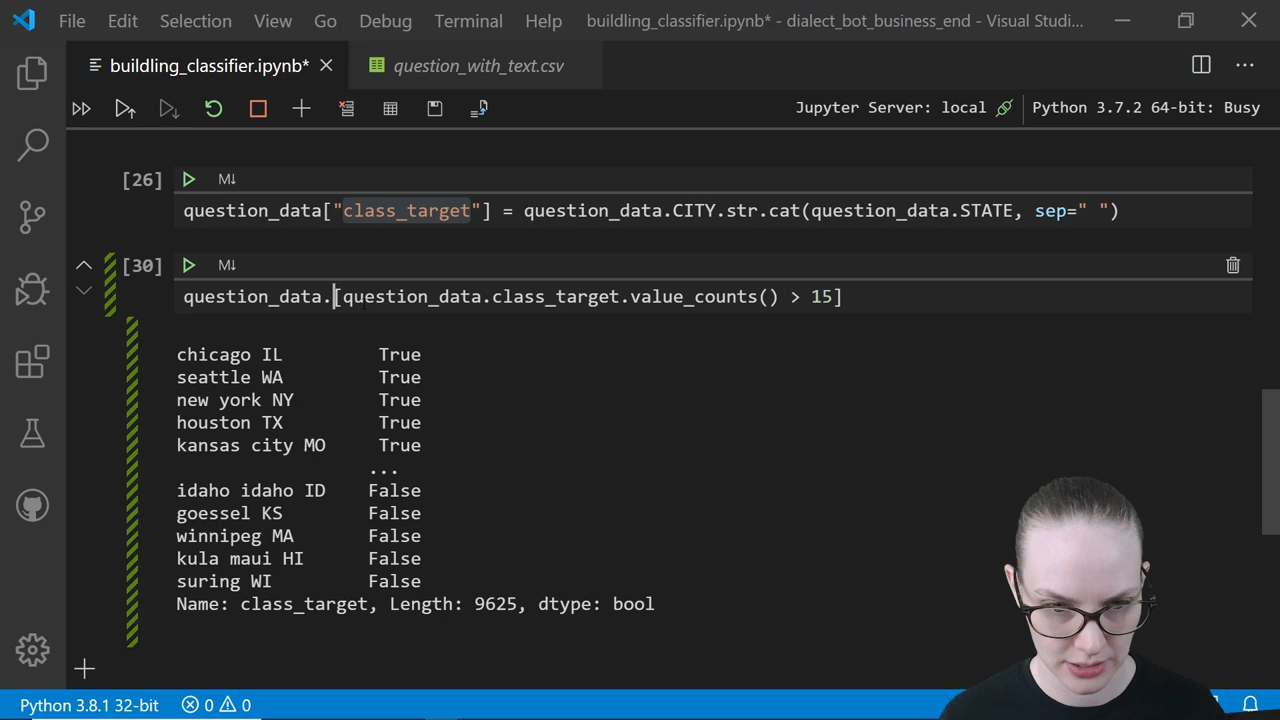 File Edit Selection View Go Debug Terminal Help buildling_classifier.ipynb* - dialect_bot_business_end - Visual Studi...
buildling_classifier.ipynb* question_with_text.csv
Jupyter Server: local Python 3.7.2 64-bit: Busy
[26] M↓
question_data["class_target"] = question_data.CITY.str.cat(question_data.STATE, sep=" ")
[30] M↓
question_data.[question_data.class_target.value_counts() > 15]
chicago IL True
seattle WA True
new york NY True
houston TX True
kansas city MO True
...
idaho idaho ID False
goessel KS False
winnipeg MA False
kula maui HI False
suring WI False
Name: class_target, Length: 9625, dtype: bool
Python 3.8.1 32-bit 0 0